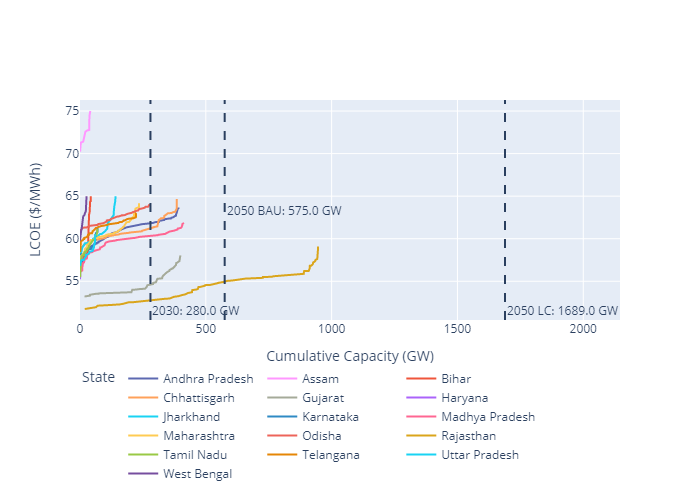 75
70
65
60
55
LCOE ($/MWh)
2050 BAU: 575.0 GW
2030: 280.0 GW
2050 LC: 1689.0 GW
0
500
1000
1500
2000
Cumulative Capacity (GW)
State
Andhra Pradesh
Assam
Bihar
Chhattisgarh
Gujarat
Haryana
Jharkhand
Karnataka
Madhya Pradesh
Maharashtra
Odisha
Rajasthan
Tamil Nadu
Telangana
Uttar Pradesh
West Bengal